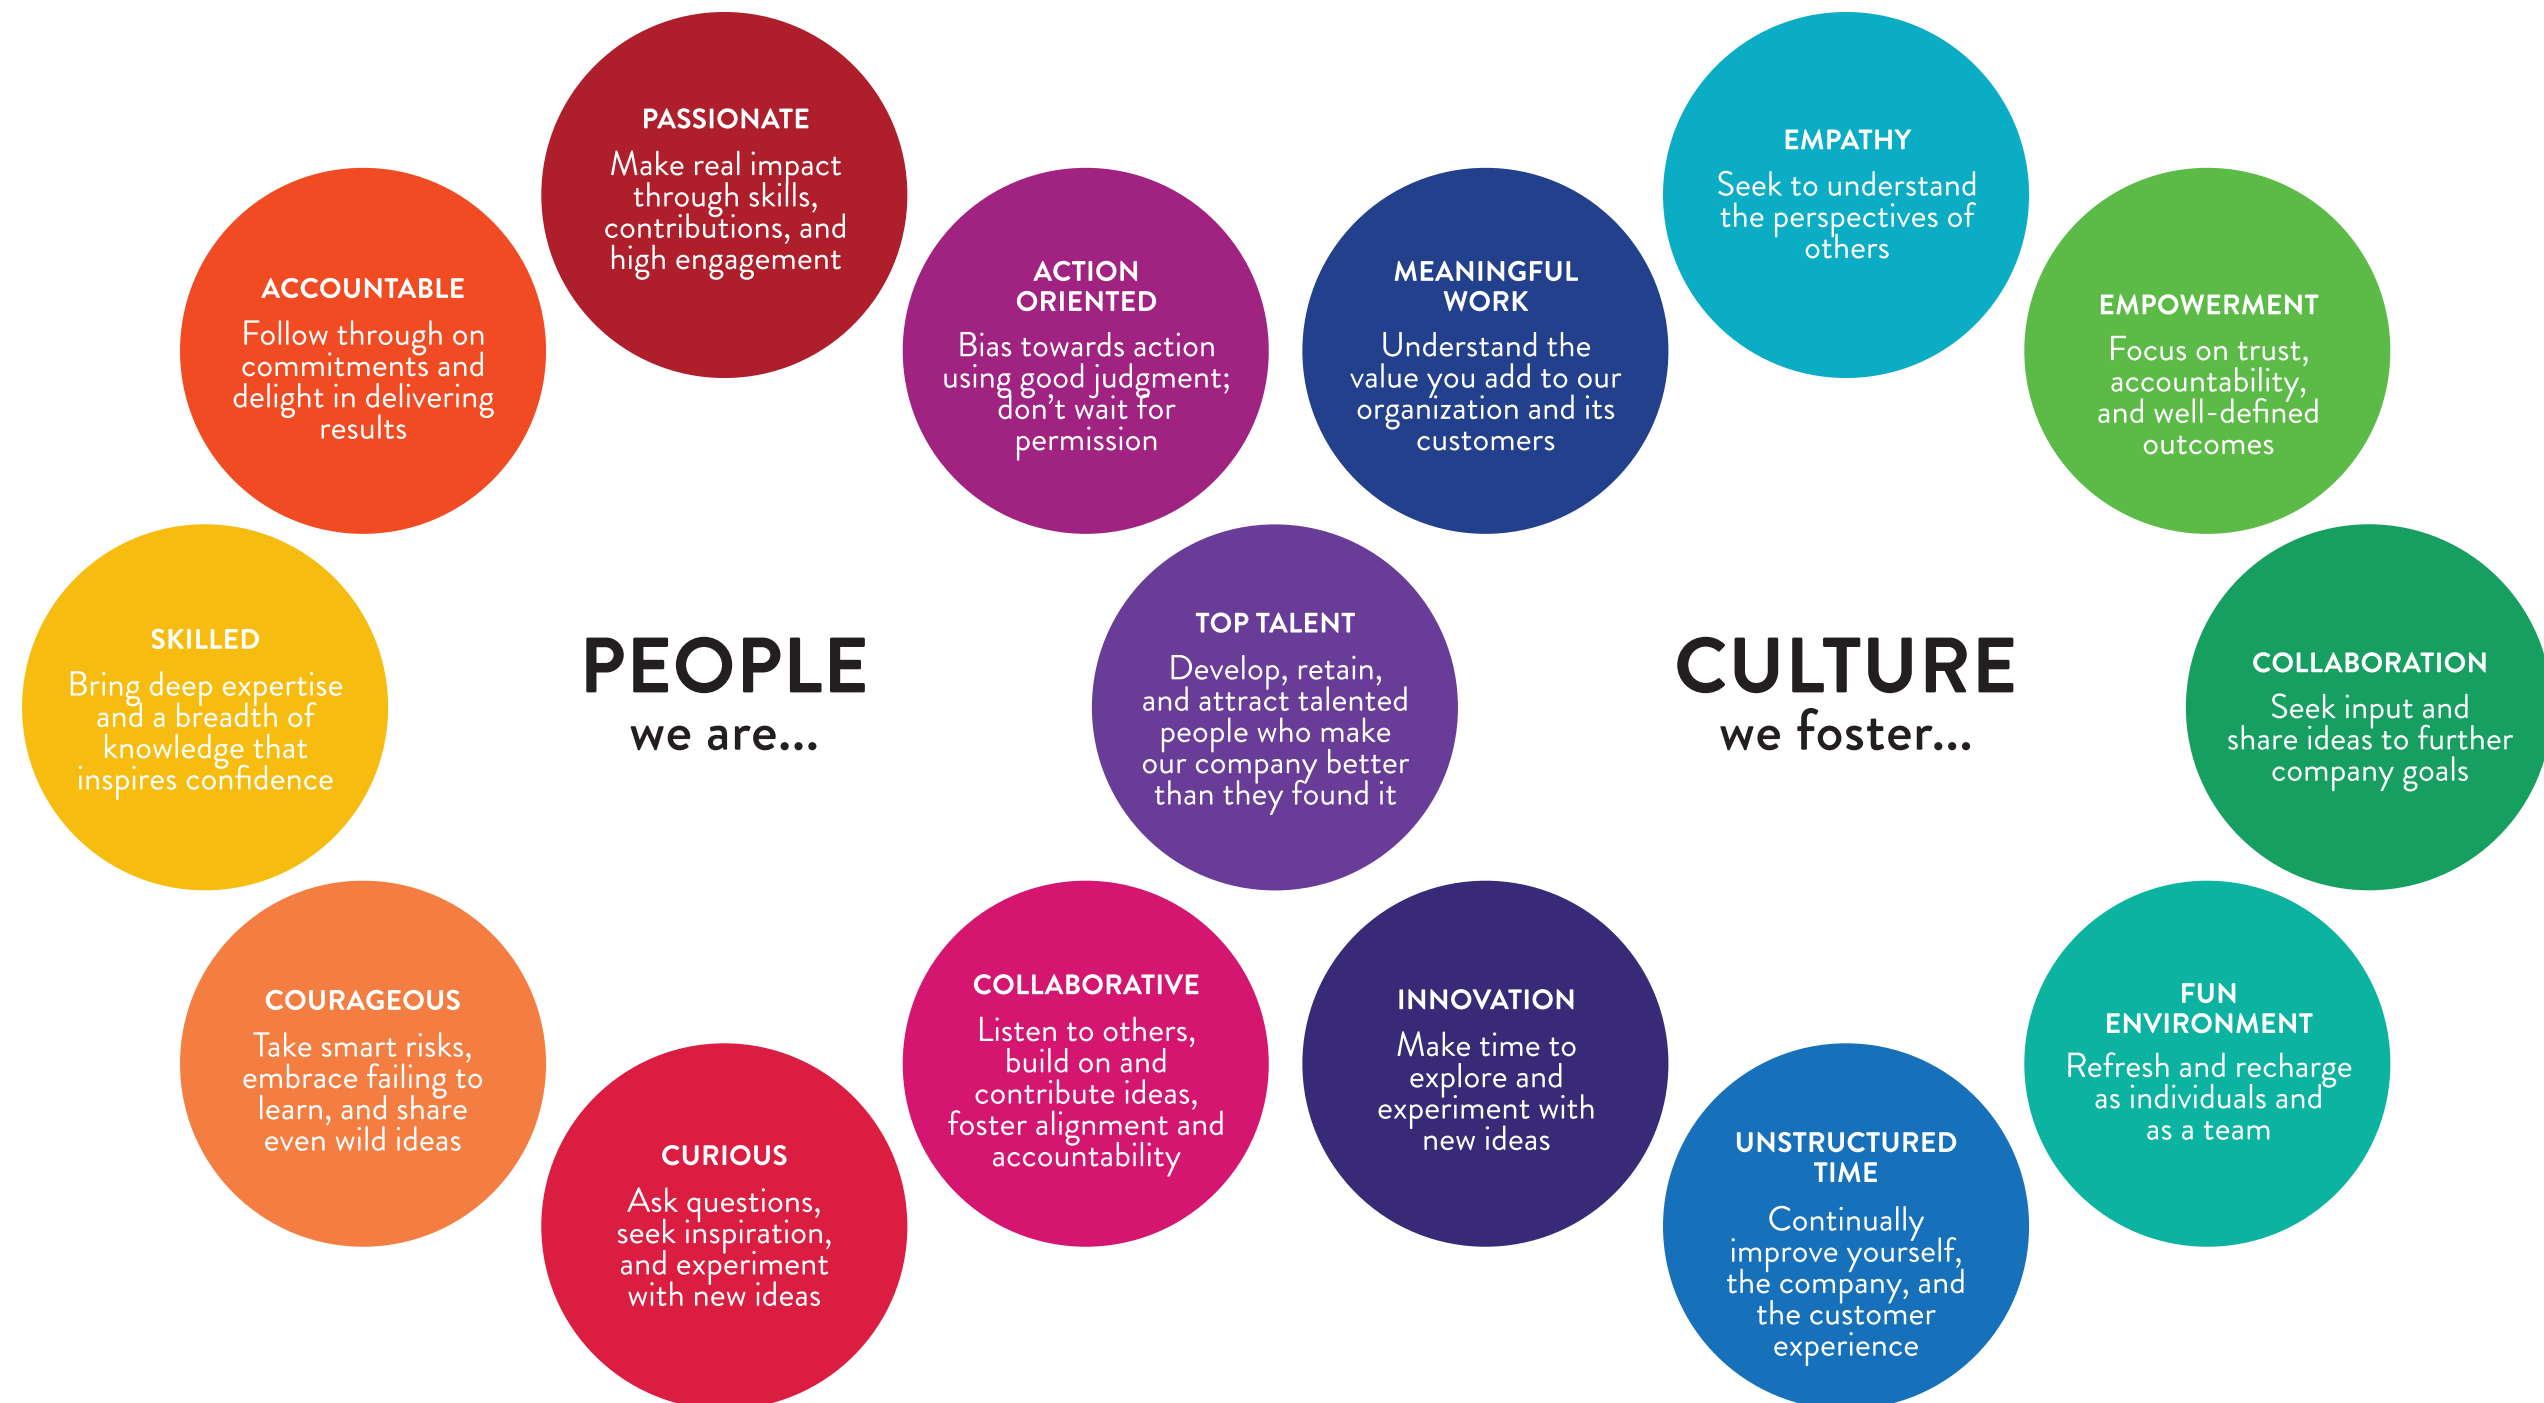 PASSIONATE
Make real impact
through skills,
contributions, and
high engagement
EMPATHY
Seek to understand
the perspectives of
others
ACCOUNTABLE
Follow through on
commitments and
delight in delivering
results
ACTION
ORIENTED
Bias towards action
using good judgment;
don't wait for
permission
MEANINGFUL
WORK
Understand the
value you add to our
organization and its
customers
EMPOWERMENT
Focus on trust,
accountability,
and well-defined
outcomes
SKILLED
Bring deep expertise
and a breadth of
knowledge that
inspires confidence
PEOPLE
we are...
TOP TALENT
Develop, retain,
and attract talented
people who make
our company better
than they found it
CULTURE
we foster...
COLLABORATION
Seek input and
share ideas to further
company goals
COURAGEOUS
Take smart risks,
embrace failing to
learn, and share
even wild ideas
COLLABORATIVE
Listen to others,
build on and
contribute ideas,
foster alignment and
accountability
INNOVATION
Make time to
explore and
experiment with
new ideas
FUN
ENVIRONMENT
Refresh and recharge
as individuals and
as a team
CURIOUS
Ask questions,
seek inspiration,
and experiment
with new ideas
UNSTRUCTURED
TIME
Continually
improve yourself,
the company, and
the customer
experience